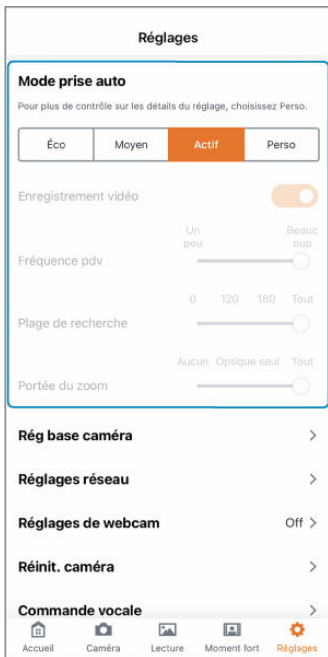 Réglages
Mode prise auto
Pour plus de contrôle sur les détails du réglage, choisissez Perso.
Éco Moyen Actif Perso
Enregistrement vidéo
Un peu Beauc oup
Fréquence pdv
0 120 180 Tout
Plage de recherche
Aucun Optique seul Tout
Portée du zoom
Rég base caméra
Réglages réseau
Réglages de webcam Off
Réinit. caméra
Commande vocale
Accueil Caméra Lecture Moment fort Réglages